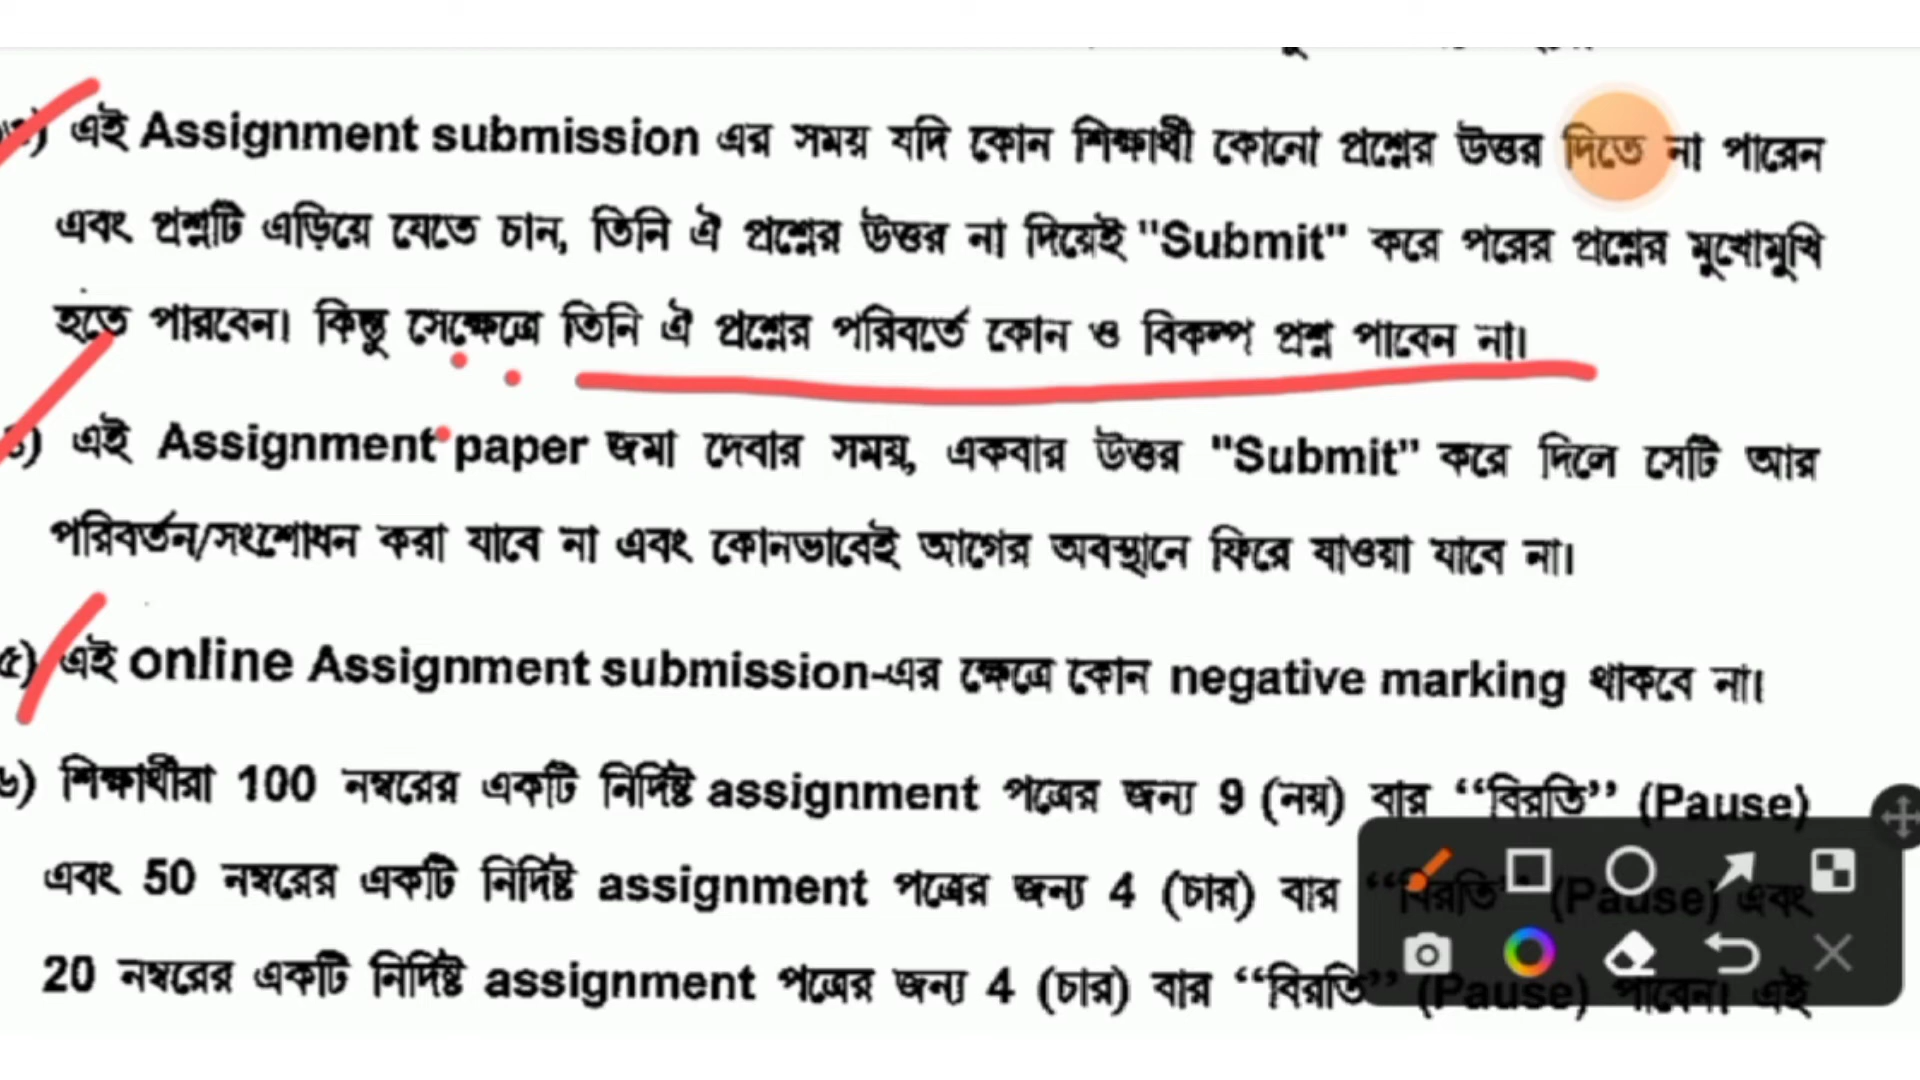 এই Assignment submission এর সময় যদি কোন শিক্ষার্থী কোনো প্রশ্নের উত্তর দিতে না পারেন
এবং প্রশ্নটি এড়িয়ে যেতে চান, তিনি ঐ প্রশ্নের উত্তর না দিয়েই "Submit" করে পরের প্রশ্নের মুখোমুখি
হতে পারবেন। কিন্তু সেক্ষেত্রে তিনি ঐ প্রশ্নের পরিবর্তে কোন ও বিকল্প প্রশ্ন পাবেন না।
এই Assignment paper জমা দেবার সময়, একবার উত্তর "Submit" করে দিলে সেটি আর
পরিবর্তন/সংশোধন করা যাবে না এবং কোনভাবেই আগের অবস্থানে ফিরে যাওয়া যাবে না।
৫) এই online Assignment submission-এর ক্ষেত্রে কোন negative marking থাকবে না।
৬) শিক্ষার্থীরা 100 নম্বরের একটি নির্দিষ্ট assignment পত্রের জন্য 9 (নয়) বার “বিরতি” (Pause)
এবং 50 নম্বরের একটি নির্দিষ্ট assignment পত্রের জন্য 4 (চার) বার “বিরতি” (Pause) এবং
20 নম্বরের একটি নির্দিষ্ট assignment পত্রের জন্য 4 (চার) বার “বিরতি” (Pause) পাবেন। এই